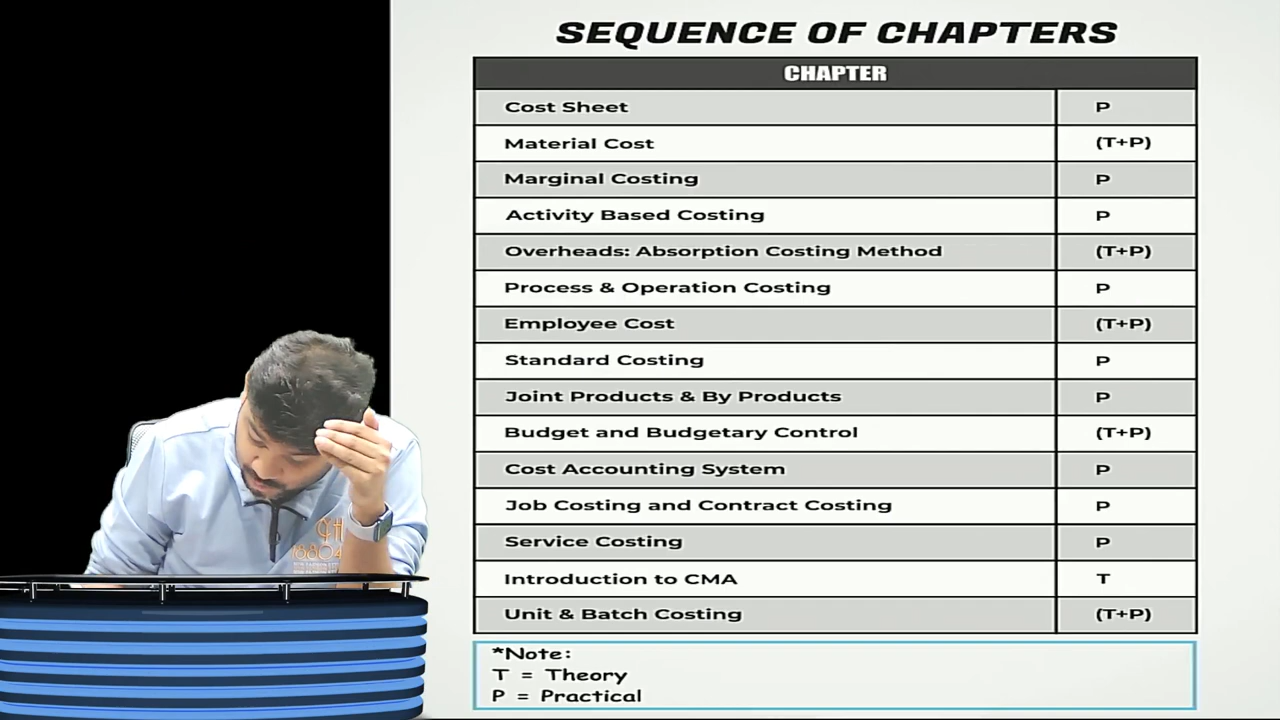 SEQUENCE OF CHAPTERS
CHAPTER
Cost Sheet P
Material Cost (T+P)
Marginal Costing P
Activity Based Costing P
Overheads: Absorption Costing Method (T+P)
Process & Operation Costing P
Employee Cost (T+P)
Standard Costing P
Joint Products & By Products P
Budget and Budgetary Control (T+P)
Cost Accounting System P
Job Costing and Contract Costing P
Service Costing P
Introduction to CMA T
Unit & Batch Costing (T+P)
*Note:
T = Theory
P = Practical